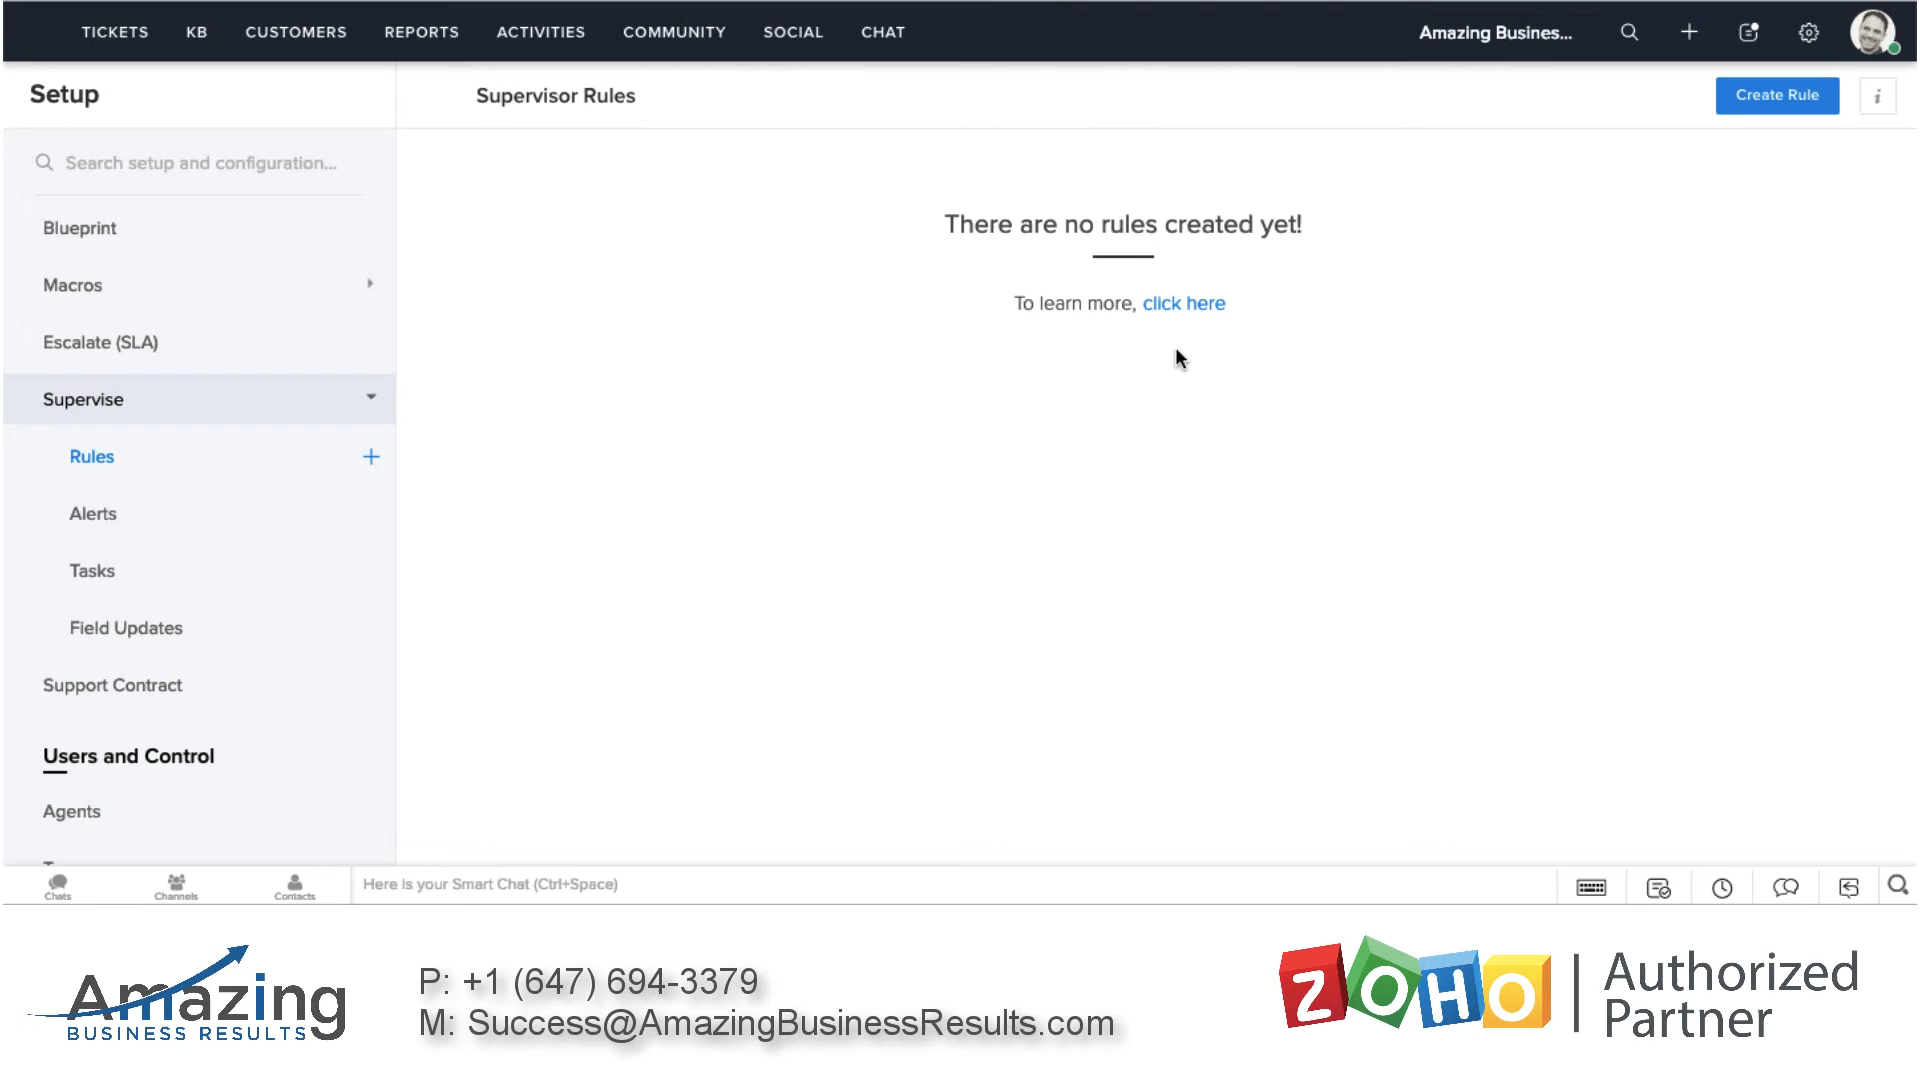 TICKETS KB CUSTOMERS REPORTS ACTIVITIES COMMUNITY SOCIAL CHAT Amazing Busines...
Setup
Supervisor Rules
Create Rule
i
Search setup and configuration...
Blueprint
Macros
Escalate (SLA)
Supervise
Rules
Alerts
Tasks
Field Updates
Support Contract
Users and Control
Agents
There are no rules created yet!
To learn more, click here
Chats
Channels
Contacts
Here is your Smart Chat (Ctrl+Space)
Amazing
BUSINESS RESULTS
P: +1 (647) 694-3379
M: Success@AmazingBusinessResults.com
ZOHO
Authorized
Partner